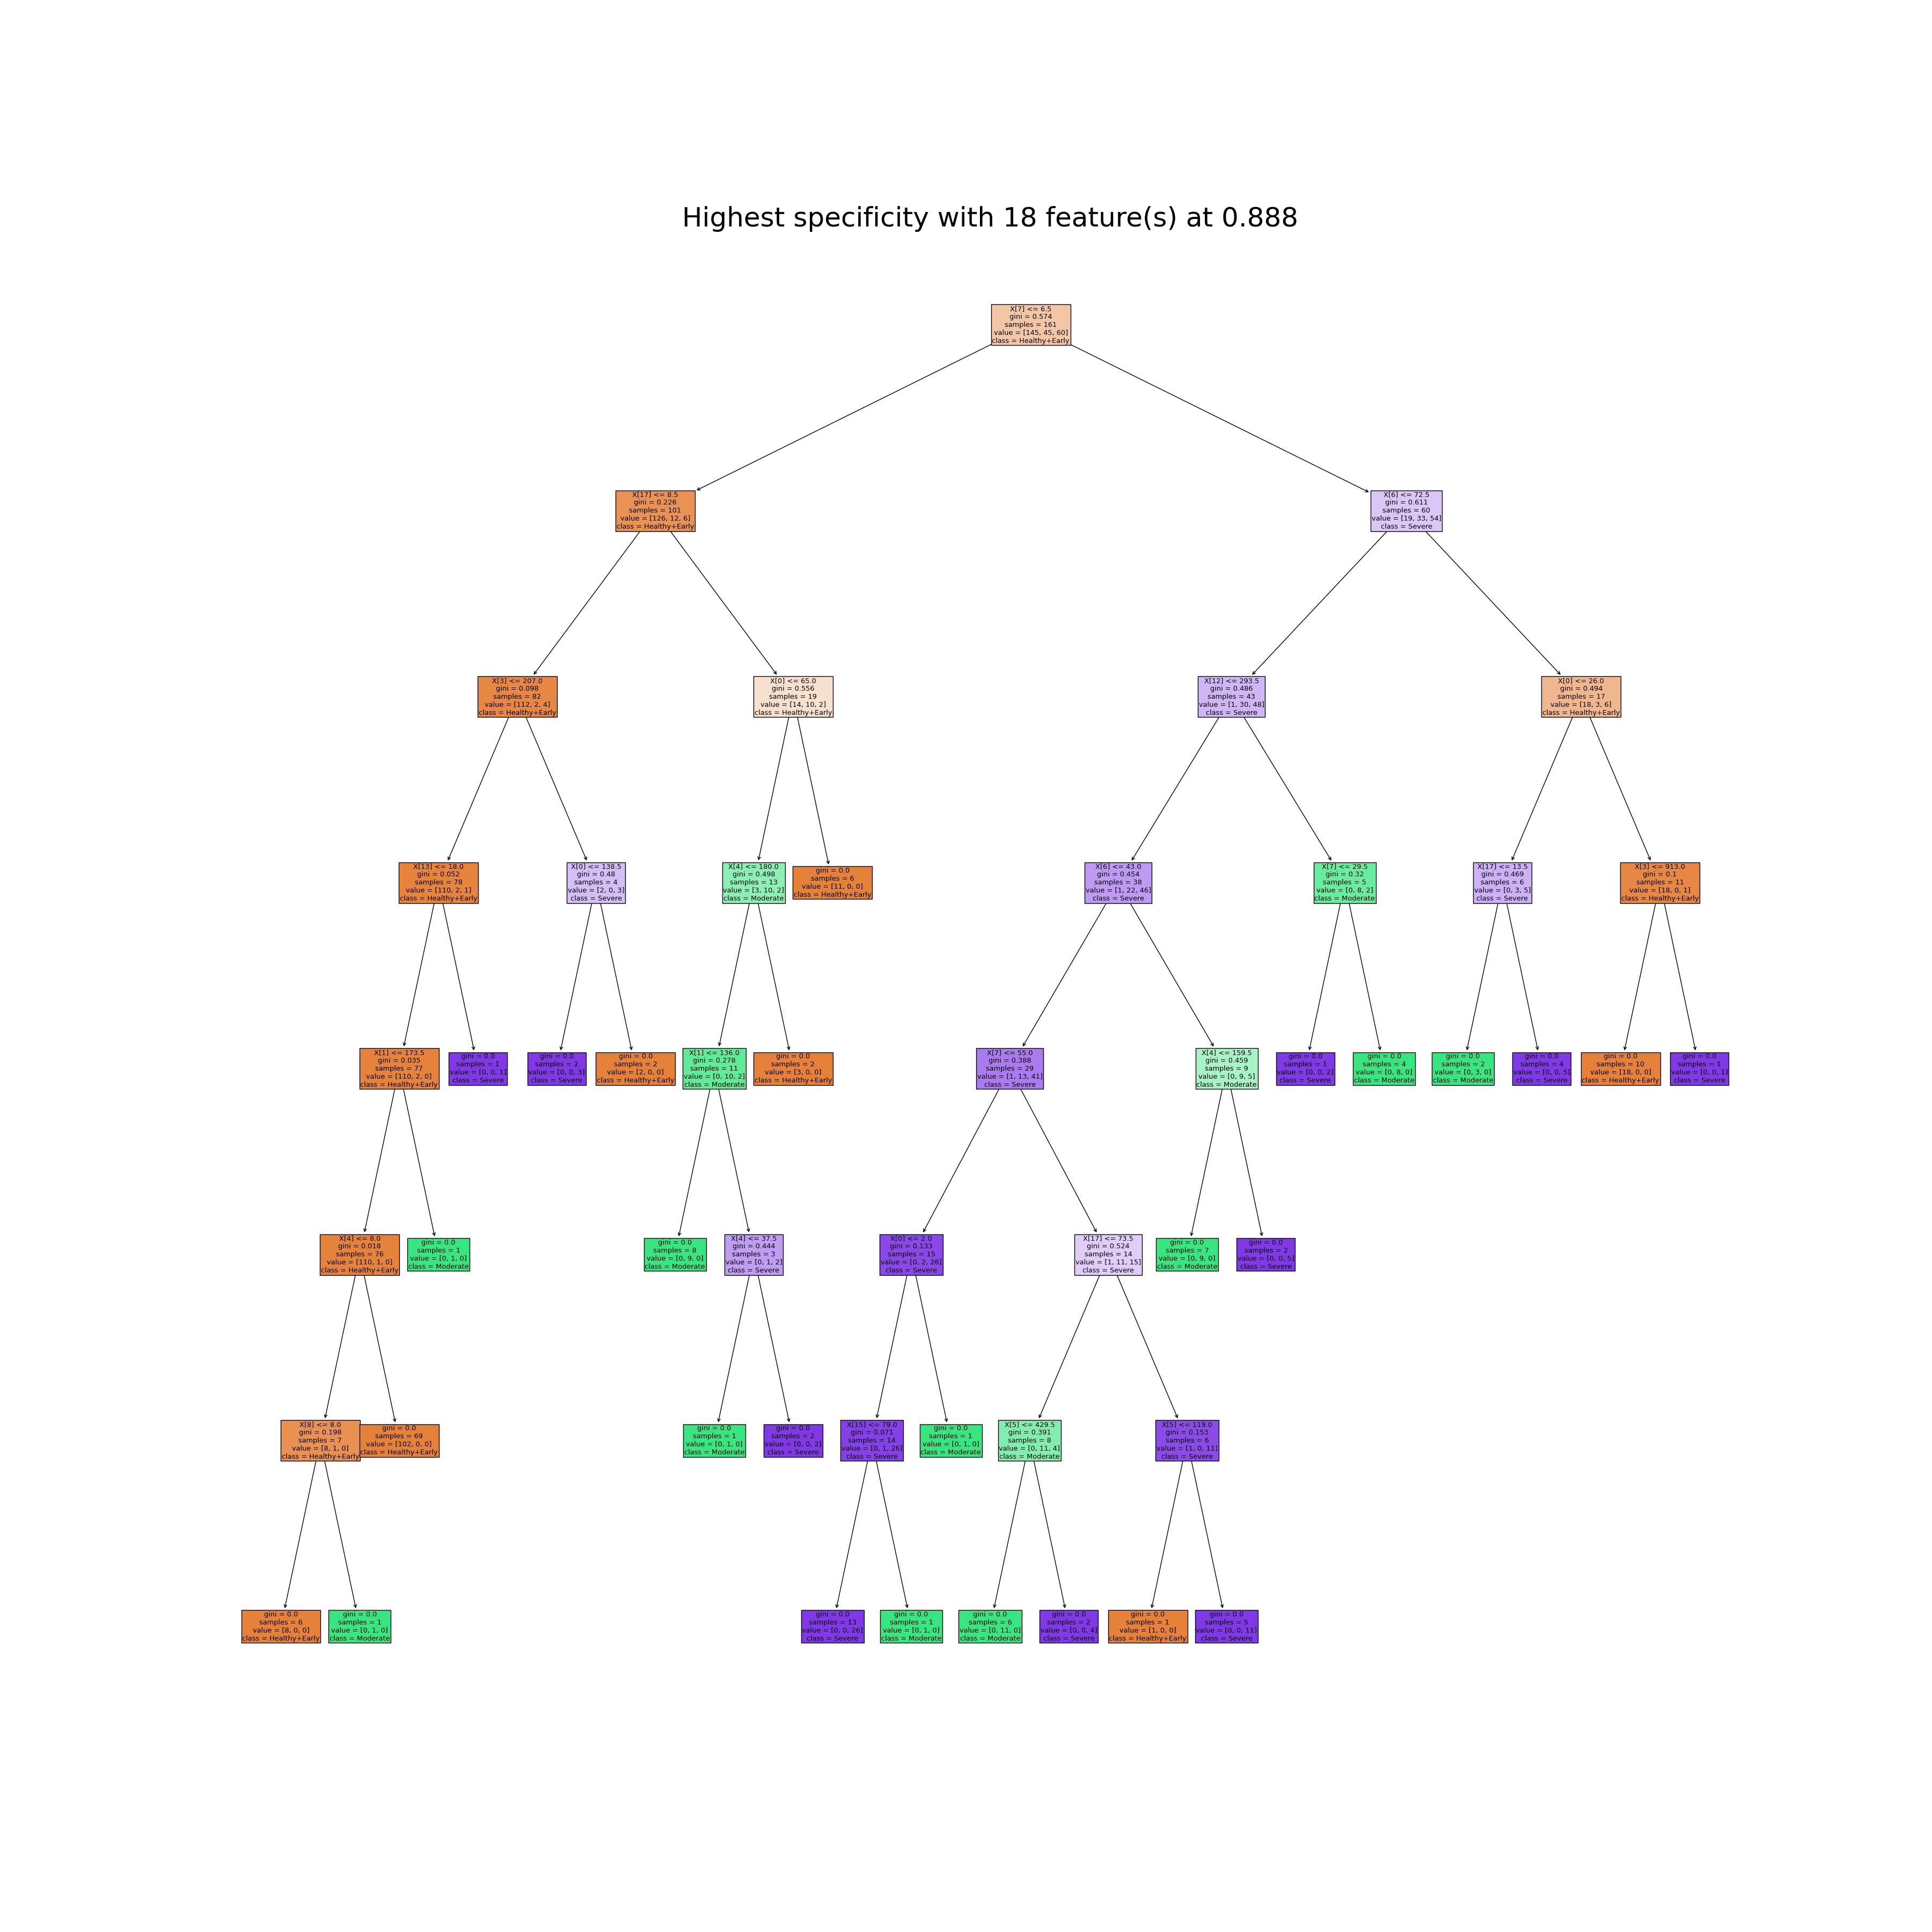 Highest specificity with 18 feature(s) at 0.888
X[7] <= 6.5
gini = 0.574
samples = 161
value = [145, 45, 60]
class = Healthy+Early
X[17] <= 8.5
gini = 0.226
samples = 101
value = [126, 12, 6]
class = Healthy+Early
X[6] <= 72.5
gini = 0.611
samples = 60
value = [19, 33, 54]
class = Severe
X[3] <= 207.0
gini = 0.098
samples = 82
value = [112, 2, 4]
class = Healthy+Early
X[0] <= 65.0
gini = 0.556
samples = 19
value = [14, 10, 2]
class = Healthy+Early
X[12] <= 293.5
gini = 0.486
samples = 43
value = [1, 30, 48]
class = Severe
X[0] <= 26.0
gini = 0.494
samples = 17
value = [18, 3, 6]
class = Healthy+Early
X[13] <= 18.0
gini = 0.052
samples = 78
value = [110, 2, 1]
class = Healthy+Early
X[0] <= 138.5
gini = 0.48
samples = 4
value = [2, 0, 3]
class = Severe
X[4] <= 180.0
gini = 0.498
samples = 13
value = [3, 10, 2]
class = Moderate
gini = 0.0
samples = 6
value = [11, 0, 0]
class = Healthy+Early
X[6] <= 43.0
gini = 0.454
samples = 38
value = [1, 22, 46]
class = Severe
X[7] <= 29.5
gini = 0.32
samples = 5
value = [0, 8, 2]
class = Moderate
X[17] <= 13.5
gini = 0.469
samples = 6
value = [0, 3, 5]
class = Severe
X[3] <= 913.0
gini = 0.1
samples = 11
value = [18, 0, 1]
class = Healthy+Early
X[1] <= 173.5
gini = 0.035
samples = 77
value = [110, 2, 0]
class = Healthy+Early
gini = 0.0
samples = 1
value = [0, 0, 1]
class = Severe
gini = 0.0
samples = 2
value = [0, 0, 3]
class = Severe
gini = 0.0
samples = 2
value = [2, 0, 0]
class = Healthy+Early
X[1] <= 136.0
gini = 0.278
samples = 11
value = [0, 10, 2]
class = Moderate
gini = 0.0
samples = 2
value = [3, 0, 0]
class = Healthy+Early
X[7] <= 55.0
gini = 0.388
samples = 29
value = [1, 13, 41]
class = Severe
X[4] <= 159.5
gini = 0.459
samples = 9
value = [0, 9, 5]
class = Moderate
gini = 0.0
samples = 1
value = [0, 0, 2]
class = Severe
gini = 0.0
samples = 4
value = [0, 8, 0]
class = Moderate
gini = 0.0
samples = 2
value = [0, 3, 0]
class = Moderate
gini = 0.0
samples = 4
value = [0, 0, 5]
class = Severe
gini = 0.0
samples = 10
value = [18, 0, 0]
class = Healthy+Early
gini = 0.0
samples = 1
value = [0, 0, 1]
class = Severe
X[4] <= 8.0
gini = 0.018
samples = 76
value = [110, 1, 0]
class = Healthy+Early
gini = 0.0
samples = 1
value = [0, 1, 0]
class = Moderate
gini = 0.0
samples = 8
value = [0, 9, 0]
class = Moderate
X[4] <= 37.5
gini = 0.444
samples = 3
value = [0, 1, 2]
class = Severe
X[0] <= 2.0
gini = 0.133
samples = 15
value = [0, 2, 26]
class = Severe
X[17] <= 73.5
gini = 0.524
samples = 14
value = [1, 11, 15]
class = Severe
gini = 0.0
samples = 7
value = [0, 9, 0]
class = Moderate
gini = 0.0
samples = 2
value = [0, 0, 5]
class = Severe
X[8] <= 8.0
gini = 0.198
samples = 7
value = [8, 1, 0]
class = Healthy+Early
gini = 0.0
samples = 69
value = [102, 0, 0]
class = Healthy+Early
gini = 0.0
samples = 1
value = [0, 1, 0]
class = Moderate
gini = 0.0
samples = 2
value = [0, 0, 2]
class = Severe
X[15] <= 79.0
gini = 0.071
samples = 14
value = [0, 1, 26]
class = Severe
gini = 0.0
samples = 1
value = [0, 1, 0]
class = Moderate
X[5] <= 429.5
gini = 0.391
samples = 8
value = [0, 11, 4]
class = Moderate
X[5] <= 119.0
gini = 0.153
samples = 6
value = [1, 0, 11]
class = Severe
gini = 0.0
samples = 6
value = [8, 0, 0]
class = Healthy+Early
gini = 0.0
samples = 1
value = [0, 1, 0]
class = Moderate
gini = 0.0
samples = 13
value = [0, 0, 26]
class = Severe
gini = 0.0
samples = 1
value = [0, 1, 0]
class = Moderate
gini = 0.0
samples = 6
value = [0, 11, 0]
class = Moderate
gini = 0.0
samples = 2
value = [0, 0, 4]
class = Severe
gini = 0.0
samples = 1
value = [1, 0, 0]
class = Healthy+Early
gini = 0.0
samples = 5
value = [0, 0, 11]
class = Severe